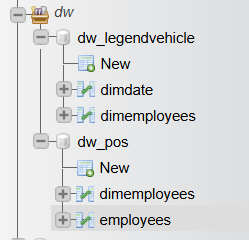 dw
dw_legendvehicle
New
dimdate
dimemployees
dw_pos
New
dimemployees
employees